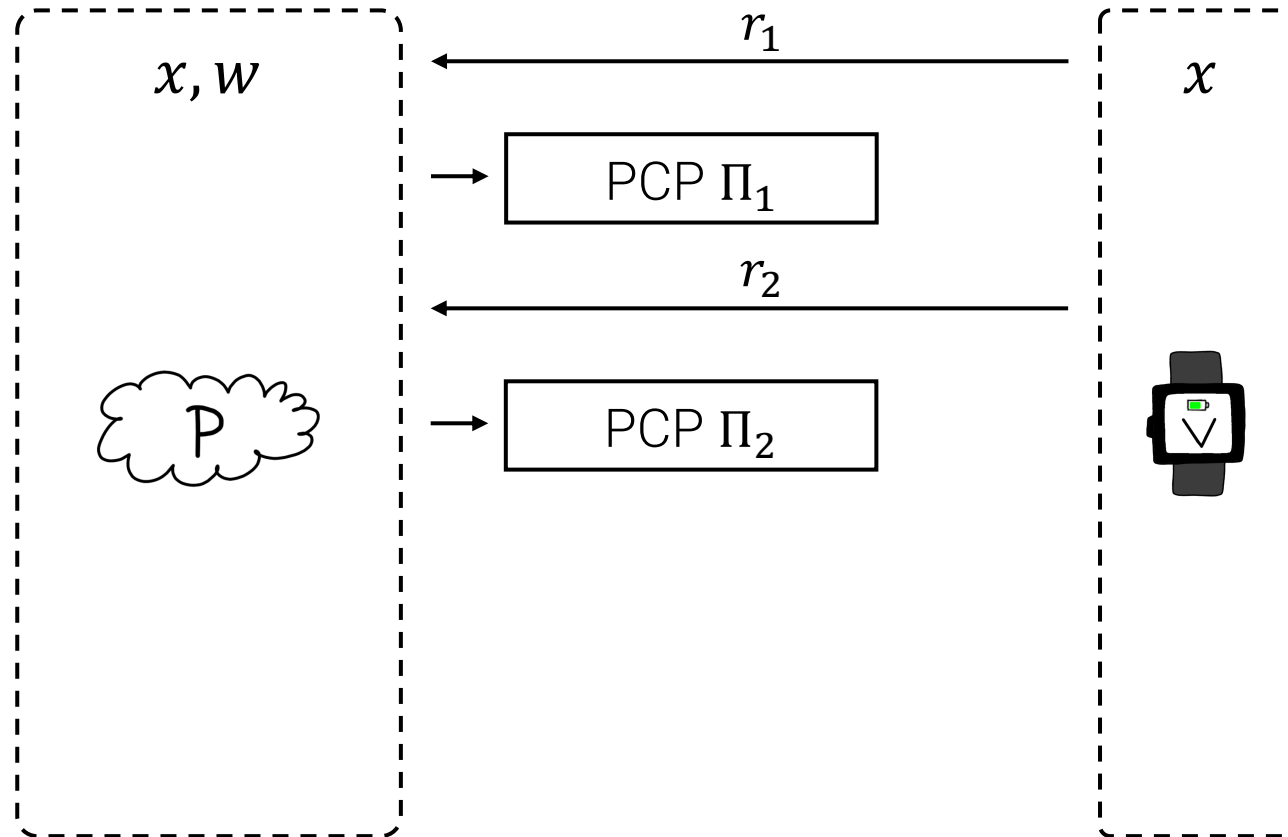 r₁
x, w
x
PCP Π₁
r₂
P
PCP Π₂
V